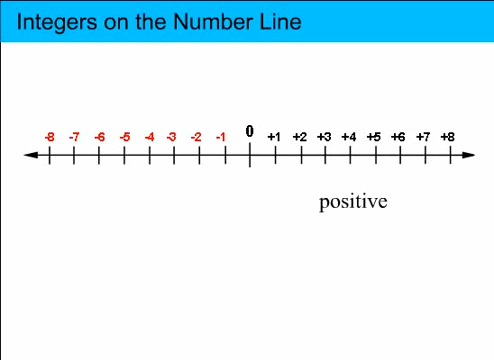 Integers on the Number Line
-8 -7 -6 -5 -4 -3 -2 -1 0 +1 +2 +3 +4 +5 +6 +7 +8
positive